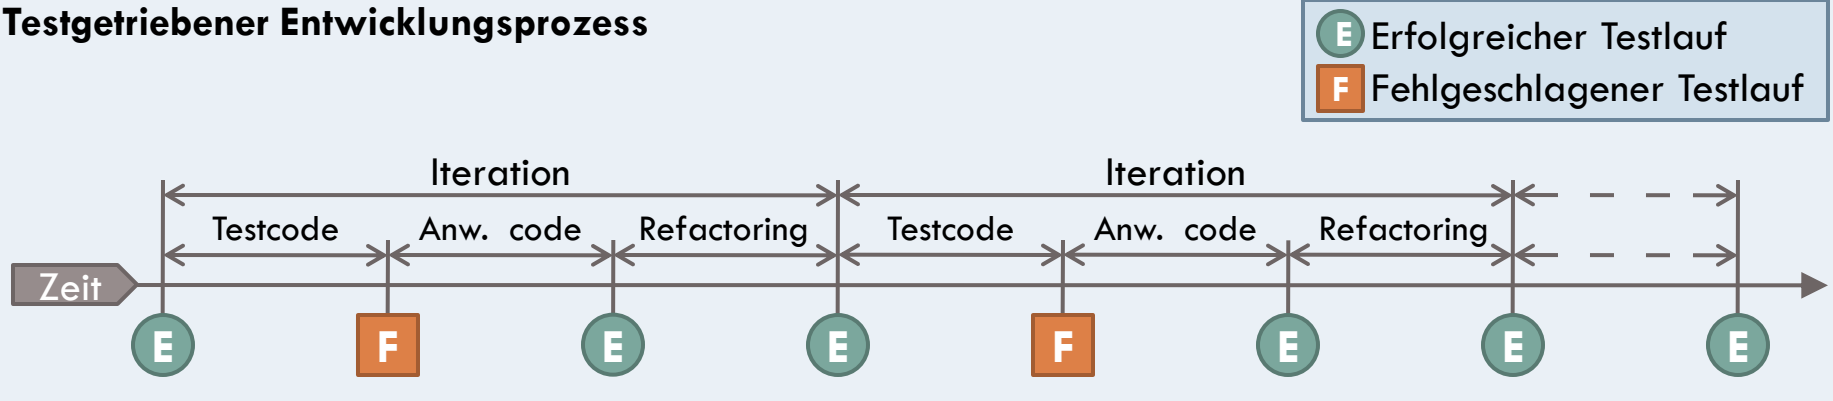 Testgetriebener Entwicklungsprozess
E Erfolgreicher Testlauf
F Fehlgeschlagener Testlauf
Iteration Iteration
Testcode Anw. code Refactoring Testcode Anw. code Refactoring
Zeit
E F E E F E E E